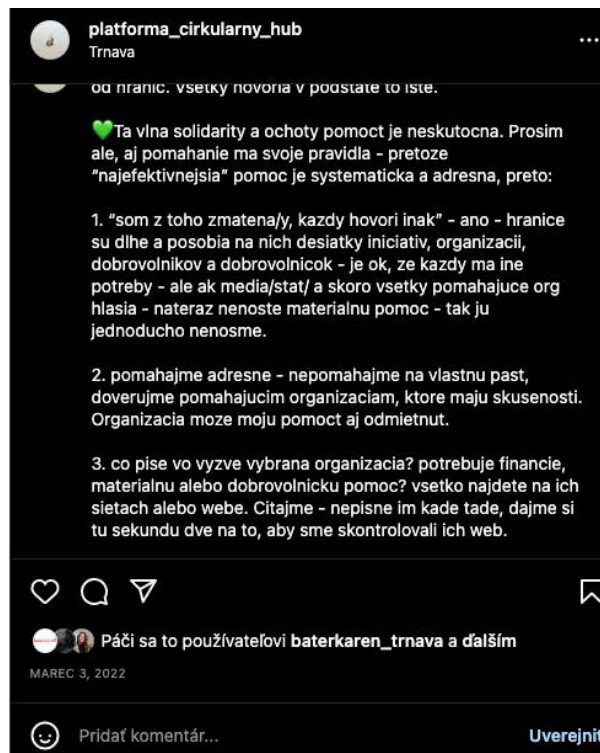 platforma_cirkularny_hub
Trnava
od hranic. Vsetky hovoria v podstate to iste.
💚Ta vlna solidarity a ochoty pomoct je neskutocna. Prosim
ale, aj pomahanie ma svoje pravidla - pretoze
"najefektivnejsia" pomoc je systematicka a adresna, preto:
1. "som z toho zmatena/y, kazdy hovori inak" - ano - hranice
su dlhe a posobia na nich desiatky iniciativ, organizacii,
dobrovolnikov a dobrovolnicok - je ok, ze kazdy ma ine
potreby - ale ak media/stat/ a skoro vsetky pomahajuce org
hlasia - nateraz nenoste materialnu pomoc - tak ju
jednoducho nenosme.
2. pomahajme adresne - nepomahajme na vlastnu past,
doverujme pomahajucim organizaciam, ktore maju skusenosti.
Organizacia moze moju pomoct aj odmietnut.
3. co pise vo vyzve vybrana organizacia? potrebuje financie,
materialnu alebo dobrovolnicku pomoc? vsetko najdete na ich
sietach alebo webe. Citajme - nepisne im kade tade, dajme si
tu sekundu dve na to, aby sme skontrolovali ich web.
Páči sa to používateľovi baterkaren_trnava a ďalším
MAREC 3, 2022
Pridať komentár...
Uverejniť